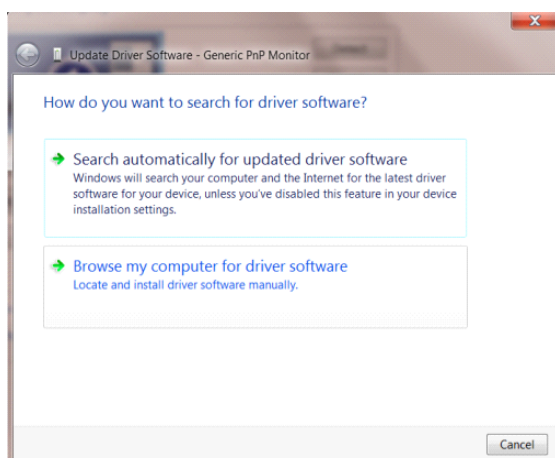 Update Driver Software - Generic PnP Monitor
How do you want to search for driver software?
Search automatically for updated driver software
Windows will search your computer and the Internet for the latest driver
software for your device, unless you've disabled this feature in your device
installation settings.
Browse my computer for driver software
Locate and install driver software manually.
Cancel